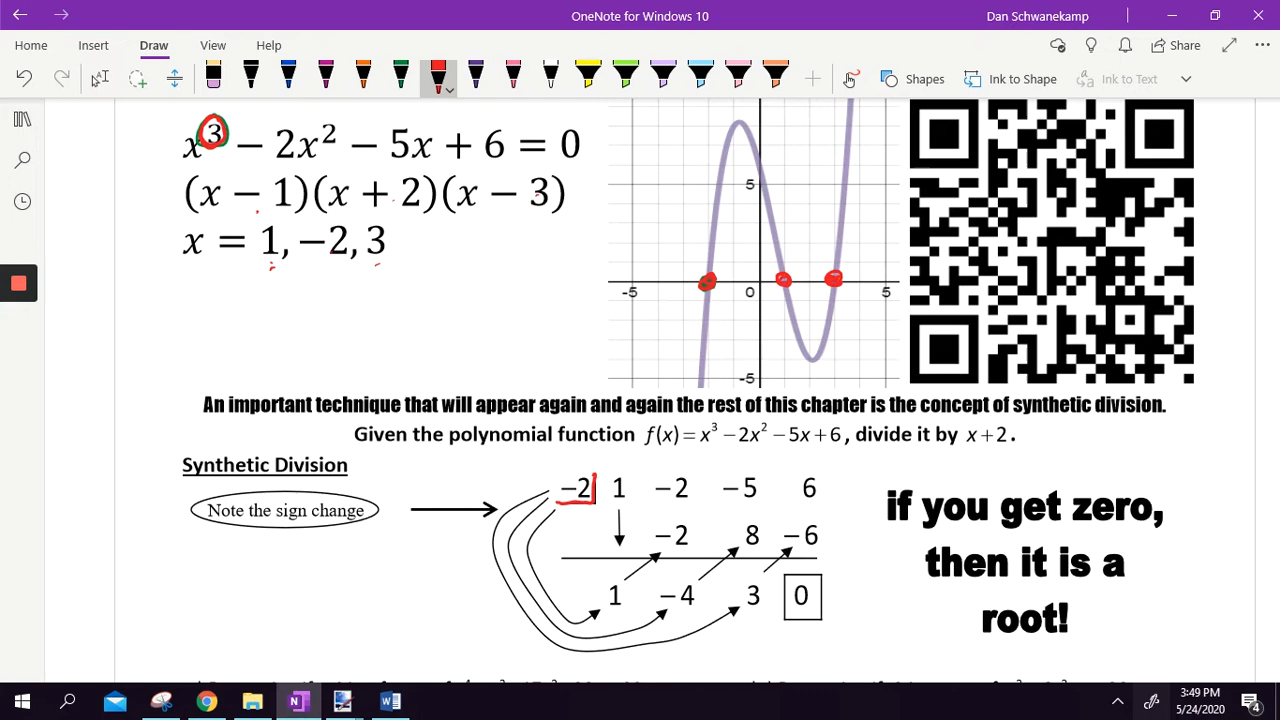 OneNote for Windows 10
Dan Schwanekamp
Home Insert Draw View Help
Share
Shapes Ink to Shape Ink to Text
x³ − 2x² − 5x + 6 = 0
(x − 1)(x + 2)(x − 3)
x = 1, −2, 3
5
-5 0 5
-5
An important technique that will appear again and again the rest of this chapter is the concept of synthetic division.
Given the polynomial function f(x) = x³ − 2x² − 5x + 6, divide it by x + 2.
Synthetic Division
Note the sign change
−2 1 −2 −5 6
−2 8 −6
1 −4 3 0
if you get zero,
then it is a
root!
3:49 PM
5/24/2020
4